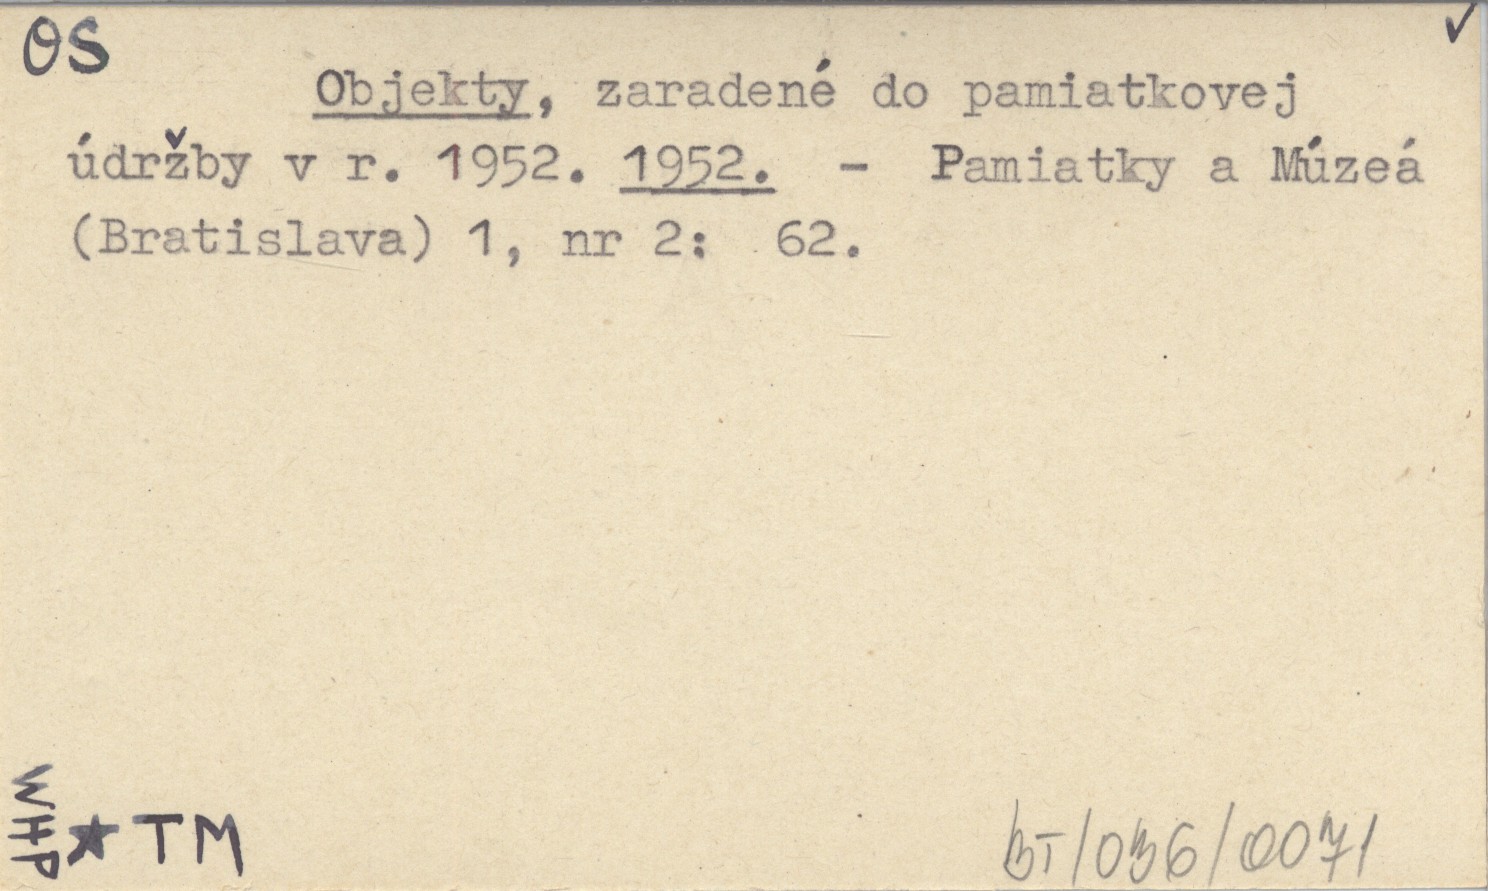 OS
✓
Objekty, zaradené do pamiatkovej
údržby v r. 1952. 1952. - Pamiatky a Múzeá
(Bratislava) 1, nr 2: 62.
WHP ★ TM
BT/036/0071